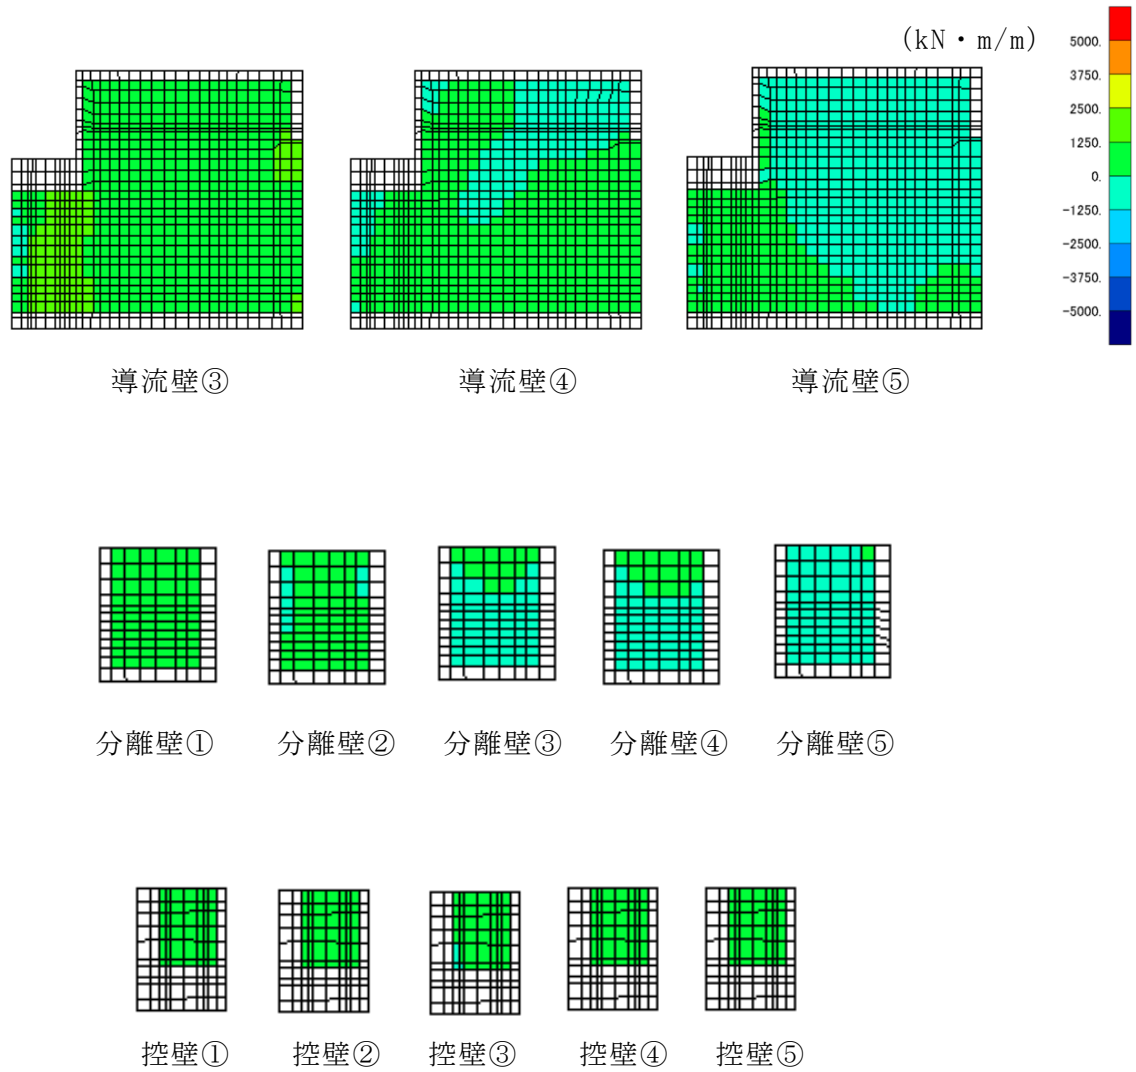 (kN・m/m)
5000.
3750.
2500.
1250.
0.
-1250.
-2500.
-3750.
-5000.
導流壁③ 導流壁④ 導流壁⑤
分離壁① 分離壁② 分離壁③ 分離壁④ 分離壁⑤
控壁① 控壁② 控壁③ 控壁④ 控壁⑤